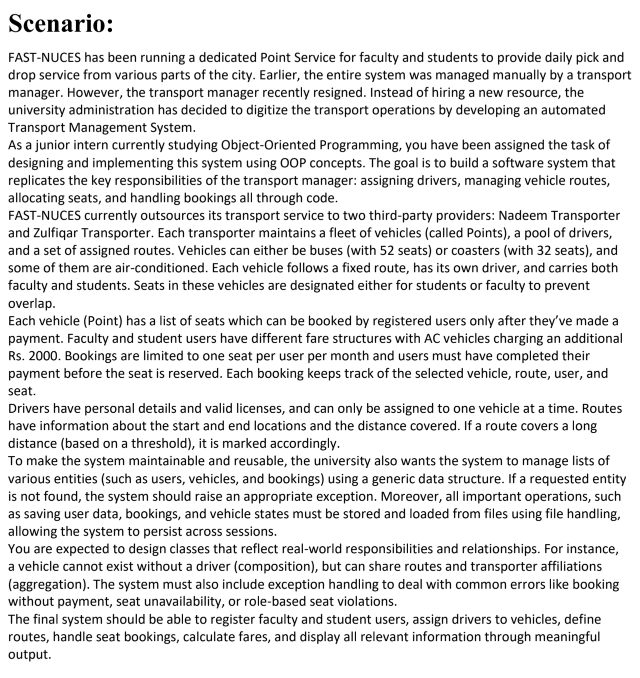 Scenario:
FAST-NUCES has been running a dedicated Point Service for faculty and students to provide daily pick and
drop service from various parts of the city. Earlier, the entire system was managed manually by a transport
manager. However, the transport manager recently resigned. Instead of hiring a new resource, the
university administration has decided to digitize the transport operations by developing an automated
Transport Management System.
As a junior intern currently studying Object-Oriented Programming, you have been assigned the task of
designing and implementing this system using OOP concepts. The goal is to build a software system that
replicates the key responsibilities of the transport manager: assigning drivers, managing vehicle routes,
allocating seats, and handling bookings all through code.
FAST-NUCES currently outsources its transport service to two third-party providers: Nadeem Transporter
and Zulfiqar Transporter. Each transporter maintains a fleet of vehicles (called Points), a pool of drivers,
and a set of assigned routes. Vehicles can either be buses (with 52 seats) or coasters (with 32 seats), and
some of them are air-conditioned. Each vehicle follows a fixed route, has its own driver, and carries both
faculty and students. Seats in these vehicles are designated either for students or faculty to prevent
overlap.
Each vehicle (Point) has a list of seats which can be booked by registered users only after they've made a
payment. Faculty and student users have different fare structures with AC vehicles charging an additional
Rs. 2000. Bookings are limited to one seat per user per month and users must have completed their
payment before the seat is reserved. Each booking keeps track of the selected vehicle, route, user, and
seat.
Drivers have personal details and valid licenses, and can only be assigned to one vehicle at a time. Routes
have information about the start and end locations and the distance covered. If a route covers a long
distance (based on a threshold), it is marked accordingly.
To make the system maintainable and reusable, the university also wants the system to manage lists of
various entities (such as users, vehicles, and bookings) using a generic data structure. If a requested entity
is not found, the system should raise an appropriate exception. Moreover, all important operations, such
as saving user data, bookings, and vehicle states must be stored and loaded from files using file handling,
allowing the system to persist across sessions.
You are expected to design classes that reflect real-world responsibilities and relationships. For instance,
a vehicle cannot exist without a driver (composition), but can share routes and transporter affiliations
(aggregation). The system must also include exception handling to deal with common errors like booking
without payment, seat unavailability, or role-based seat violations.
The final system should be able to register faculty and student users, assign drivers to vehicles, define
routes, handle seat bookings, calculate fares, and display all relevant information through meaningful
output.